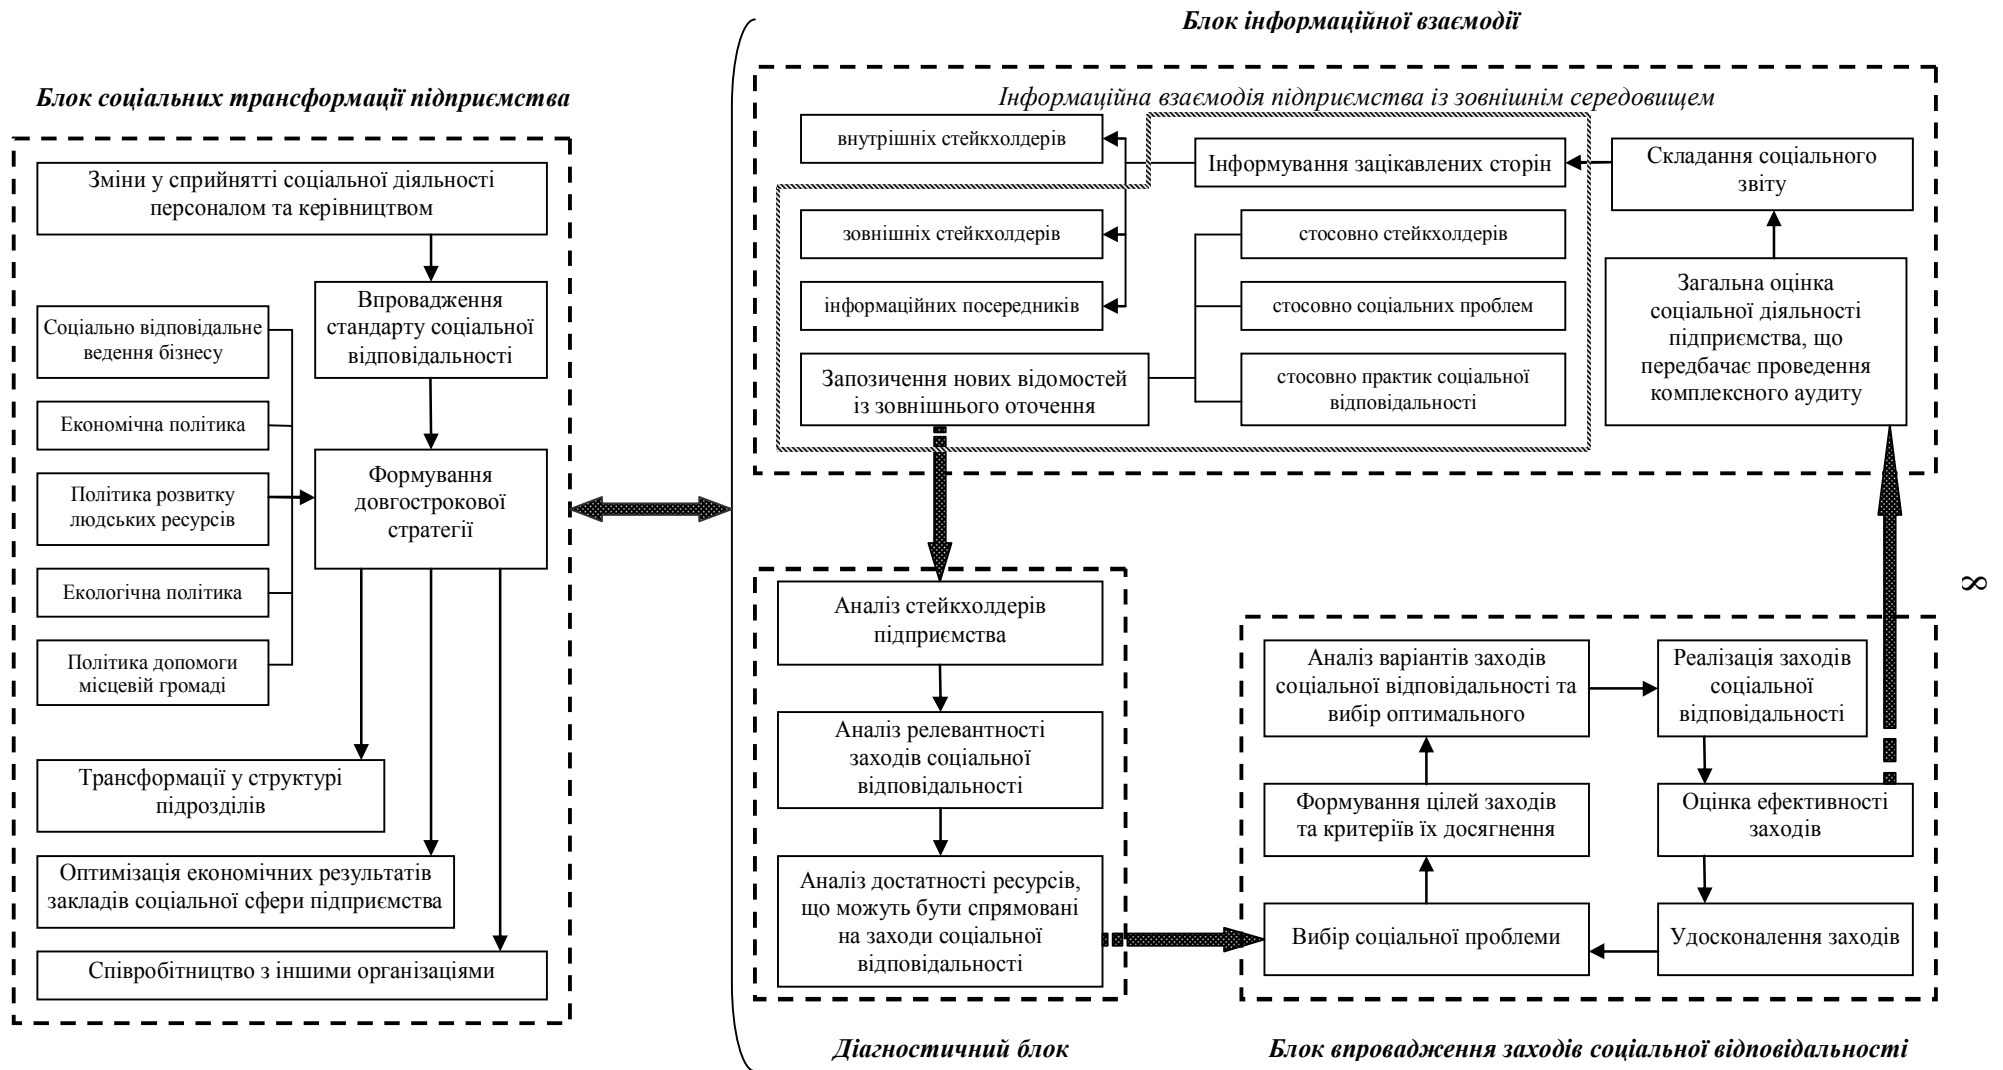 Блок інформаційної взаємодії
Блок соціальних трансформації підприємства
Зміни у сприйнятті соціальної діяльності
персоналом та керівництвом
Впровадження
стандарту соціальної
відповідальності
Соціально відповідальне
ведення бізнесу
Економічна політика
Політика розвитку
людських ресурсів
Екологічна політика
Політика допомоги
місцевій громаді
Формування
довгострокової
стратегії
Трансформації у структурі
підрозділів
Оптимізація економічних результатів
закладів соціальної сфери підприємства
Співробітництво з іншими організаціями
Інформаційна взаємодія підприємства із зовнішнім середовищем
внутрішніх стейкхолдерів
Інформування зацікавлених сторін
Складання соціального
звіту
зовнішніх стейкхолдерів
стосовно стейкхолдерів
інформаційних посередників
стосовно соціальних проблем
Запозичення нових відомостей
із зовнішнього оточення
стосовно практик соціальної
відповідальності
Загальна оцінка
соціальної діяльності
підприємства, що
передбачає проведення
комплексного аудиту
Аналіз стейкхолдерів
підприємства
Аналіз релевантності
заходів соціальної
відповідальності
Аналіз достатності ресурсів,
що можуть бути спрямовані
на заходи соціальної
відповідальності
Діагностичний блок
Аналіз варіантів заходів
соціальної відповідальності та
вибір оптимального
Реалізація заходів
соціальної
відповідальності
Формування цілей заходів
та критеріїв їх досягнення
Оцінка ефективності
заходів
Вибір соціальної проблеми
Удосконалення заходів
Блок впровадження заходів соціальної відповідальності
8